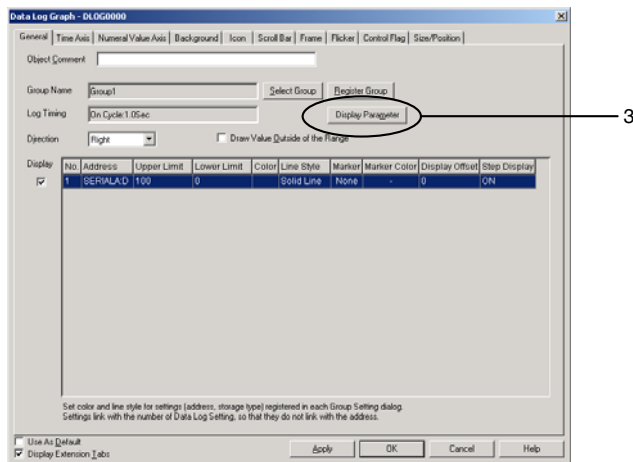 Data Log Graph - DLOG0000
General Time Axis Numeral Value Axis Background Icon Scroll Bar Frame Flicker Control Flag Size/Position
Object Comment
Group Name Group1 Select Group Register Group
Log Timing On Cycle:1.0Sec Display Parameter 3
Direction Right Draw Value Outside of the Range
Display No. Address Upper Limit Lower Limit Color Line Style Marker Marker Color Display Offset Step Display
1 SERIALA:D 100 0 Solid Line None - 0 ON
Set color and line style for settings (address, storage type) registered in each Group Setting dialog.
Settings link with the number of Data Log Setting, so that they do not link with the address.
Use As Default
Display Extension Tabs Apply OK Cancel Help